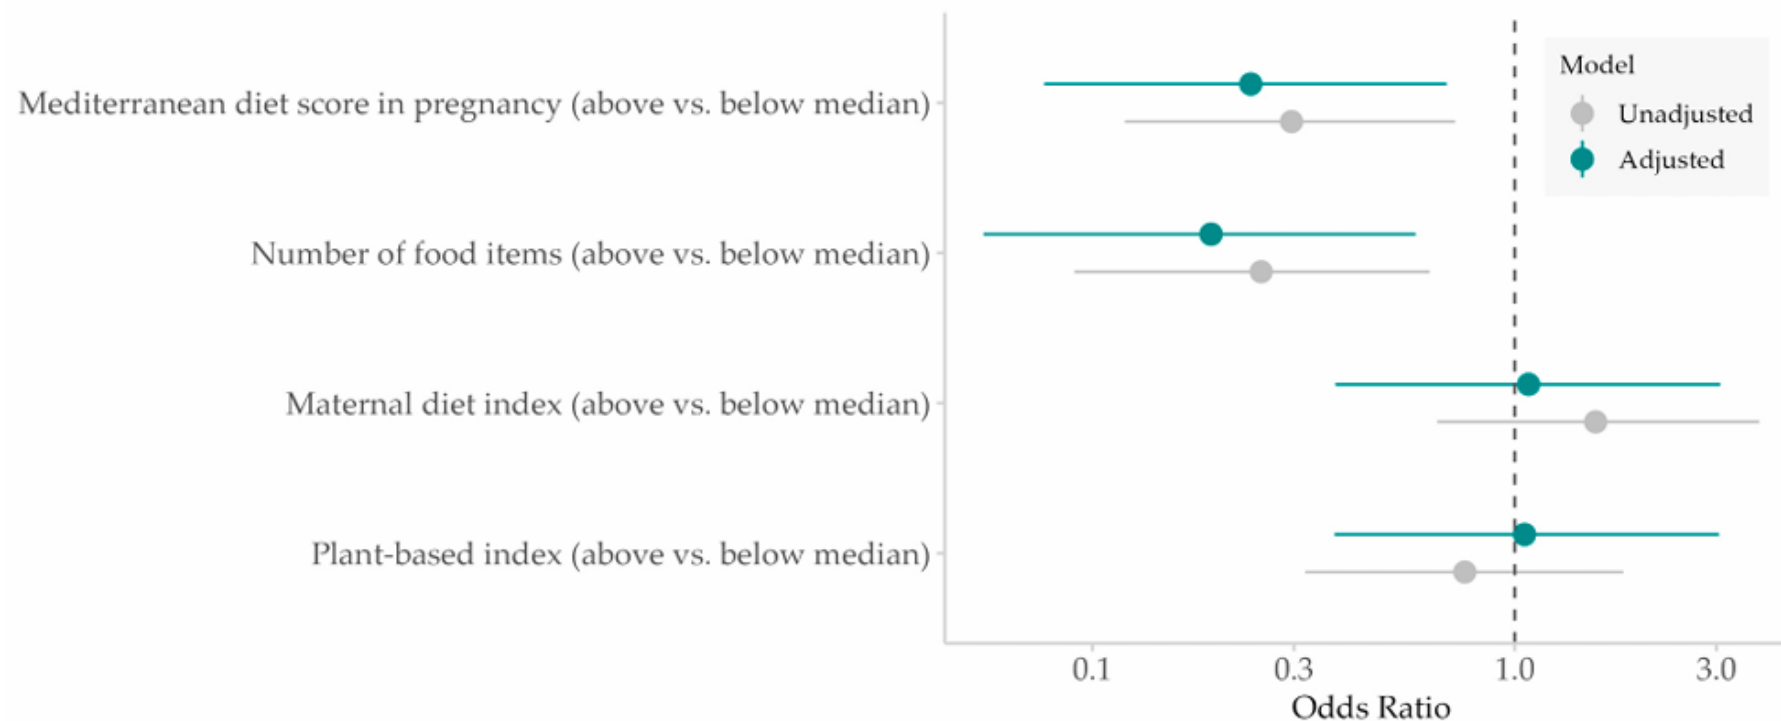 Mediterranean diet score in pregnancy (above vs. below median)
Number of food items (above vs. below median)
Maternal diet index (above vs. below median)
Plant-based index (above vs. below median)
Model
Unadjusted
Adjusted
0.1 0.3 1.0 3.0
Odds Ratio